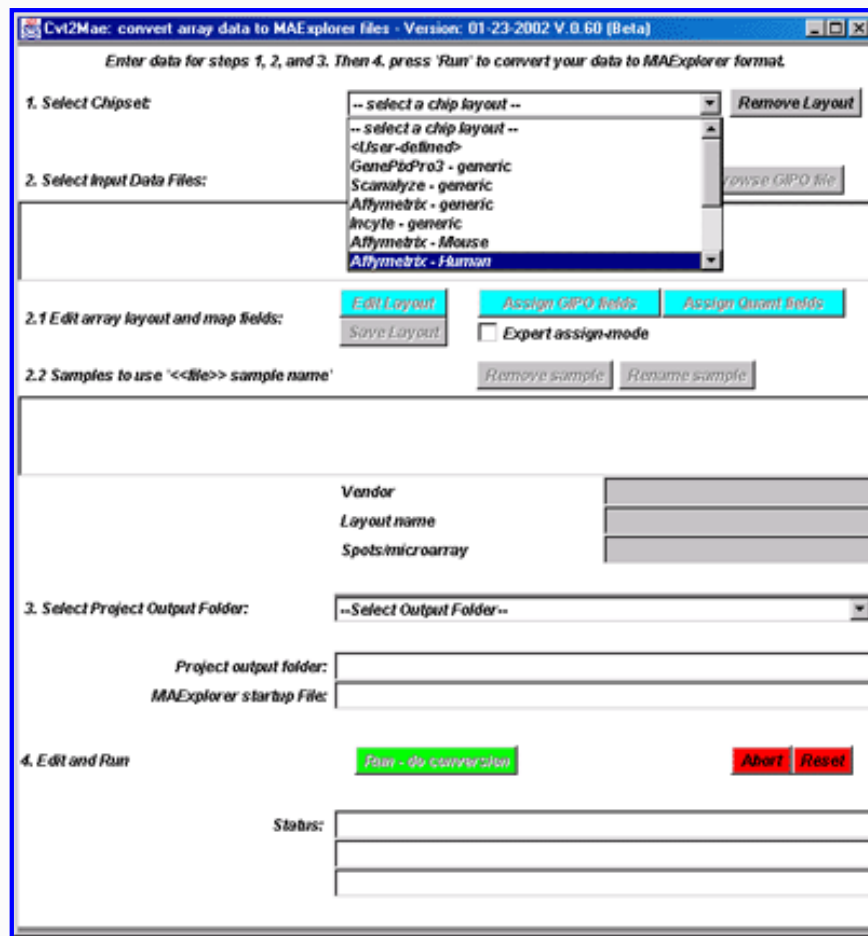 Cvt2Mae: convert array data to MAExplorer files - Version: 01-23-2002 V.0.60 (Beta)
Enter data for steps 1, 2, and 3. Then 4. press 'Run' to convert your data to MAExplorer format.
1. Select Chipset: -- select a chip layout -- Remove Layout
-- select a chip layout --
<User-defined>
GenePixPro3 - generic
Scanalyze - generic
2. Select Input Data Files: rowse GIPO file
Affymetrix - generic
Incyte - generic
Affymetrix - Mouse
Affymetrix - Human
Edit Layout Assign GIPO fields Assign Quant fields
2.1 Edit array layout and map fields:
Save Layout Expert assign-mode
2.2 Samples to use '<<file>> sample name' Remove sample Rename sample
Vendor
Layout name
Spots/microarray
3. Select Project Output Folder: --Select Output Folder--
Project output folder:
MAExplorer startup File:
4. Edit and Run Run - do conversion Abort Reset
Status: